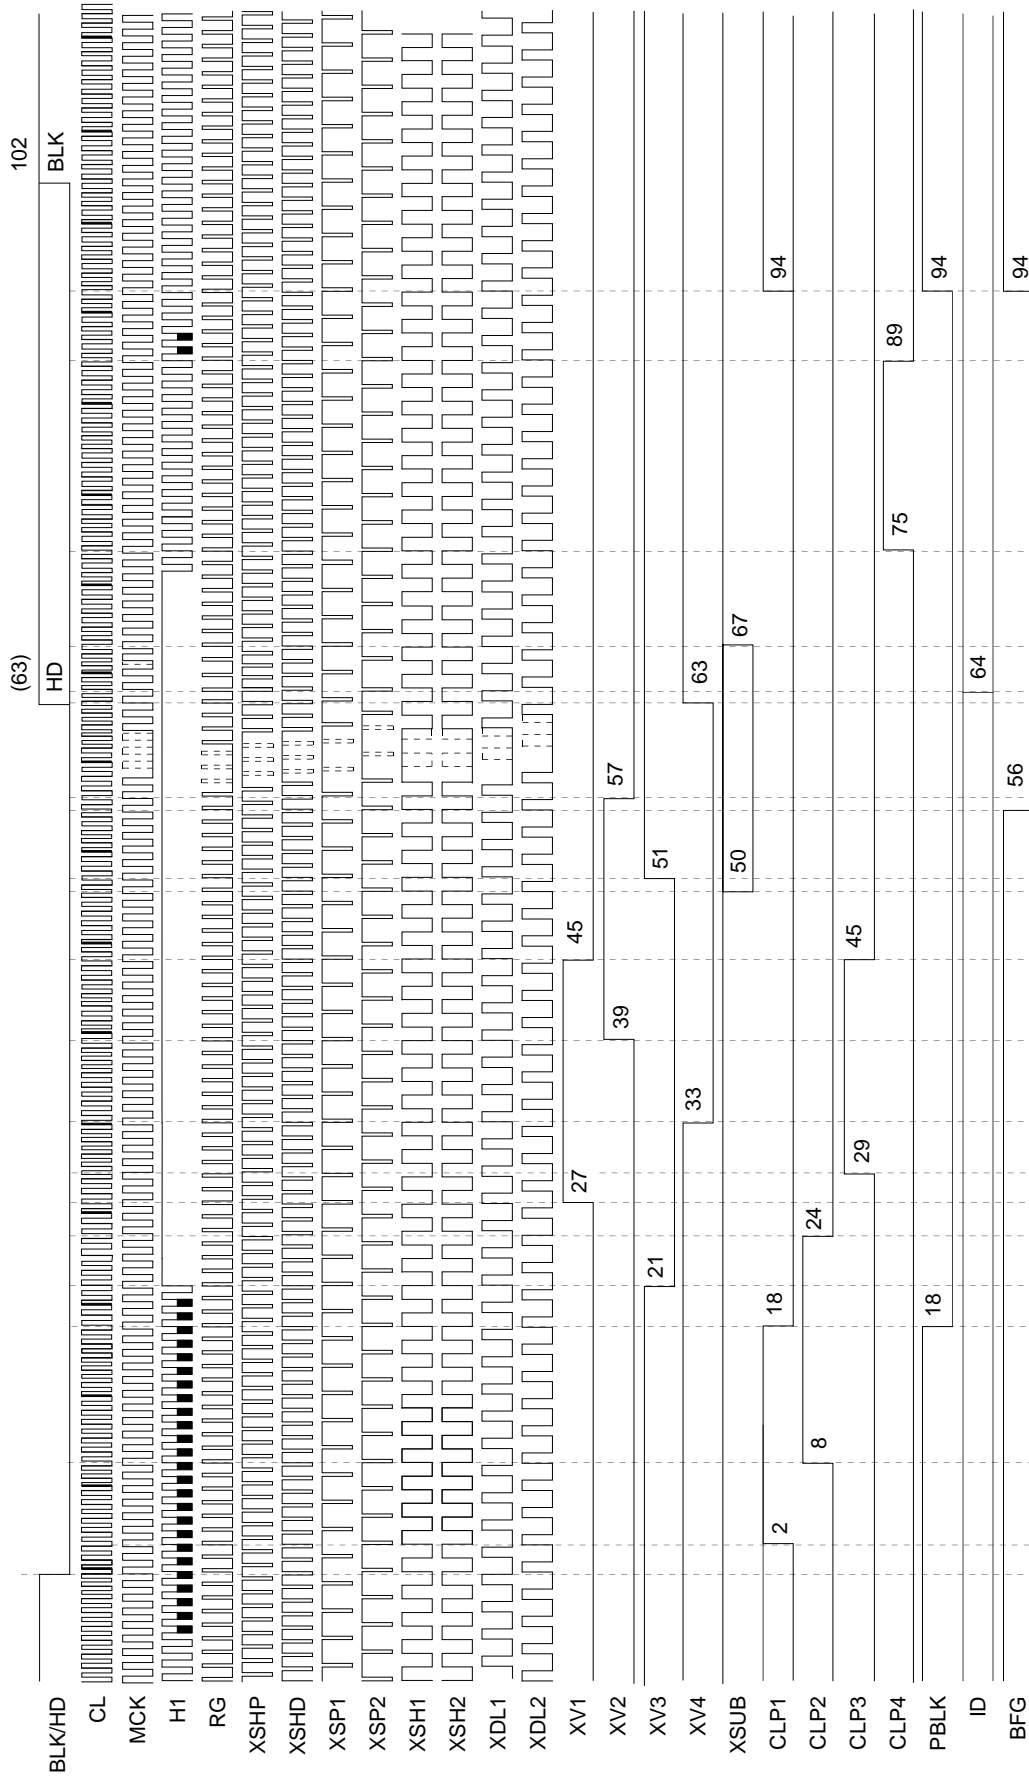 BLK/HD (63) HD 102 BLK
CL
MCK
H1
RG
XSHP
XSHD
XSP1
XSP2
XSH1
XSH2
XDL1
XDL2
XV1 27 45
XV2 39 57
XV3 21 51
XV4 33 63
XSUB 50 67
CLP1 2 18 94
CLP2 8 24
CLP3 29 45
CLP4 75 89
PBLK 18 94
ID 64
BFG 56 94